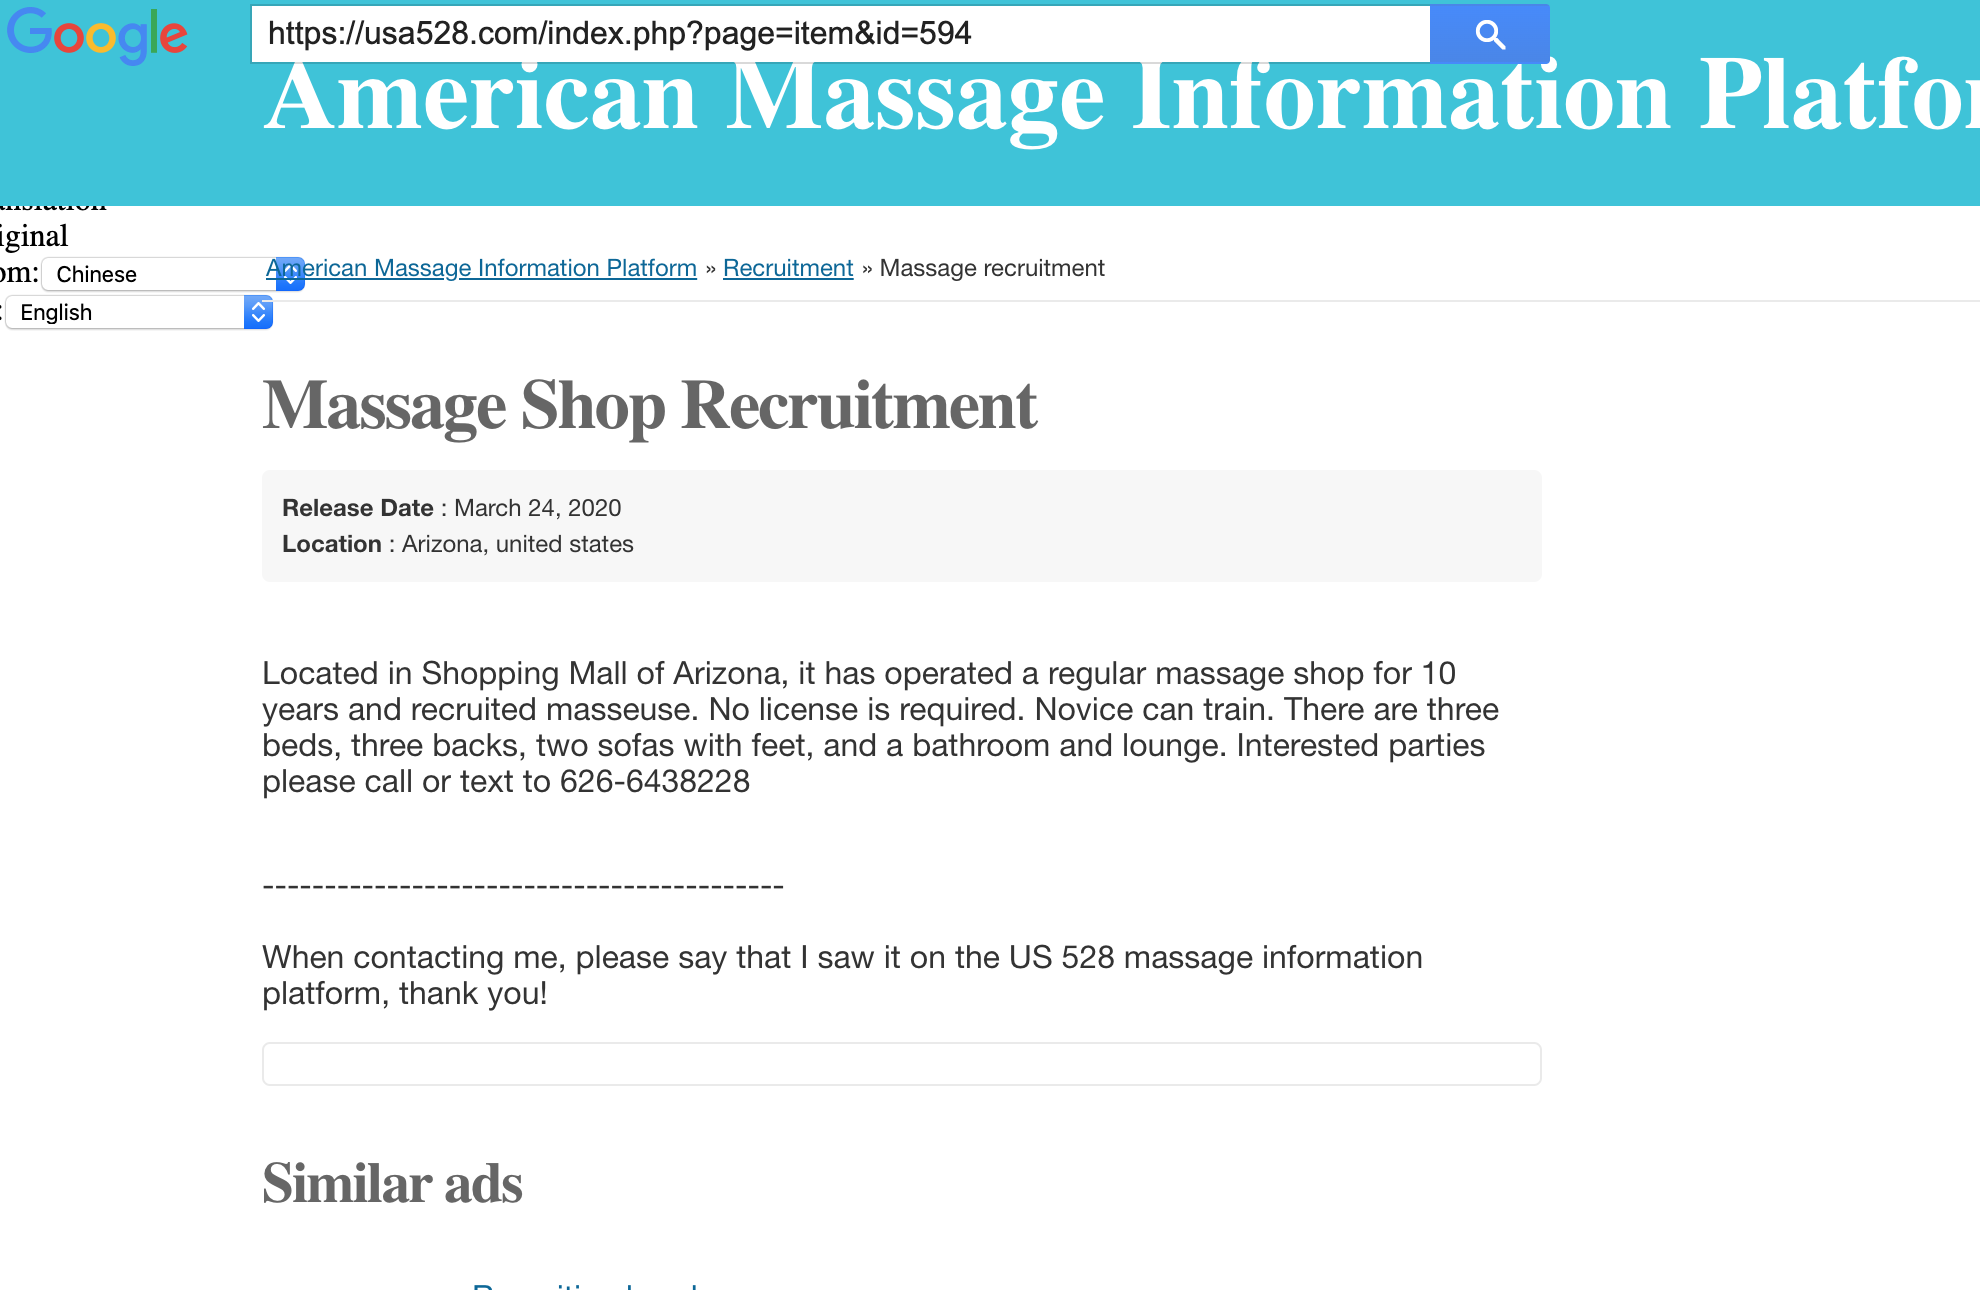 Google
https://usa528.com/index.php?page=item&id=594
American Massage Information
iginal
om: Chinese
American Massage Information Platform » Recruitment » Massage recruitment
: English
Massage Shop Recruitment
Release Date : March 24, 2020
Location : Arizona, united states
Located in Shopping Mall of Arizona, it has operated a regular massage shop for 10
years and recruited masseuse. No license is required. Novice can train. There are three
beds, three backs, two sofas with feet, and a bathroom and lounge. Interested parties
please call or text to 626-6438228
------------------------------------------
When contacting me, please say that I saw it on the US 528 massage information
platform, thank you!
Similar ads